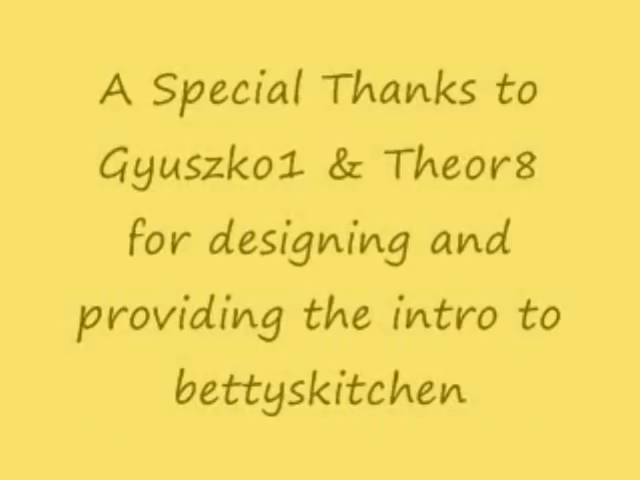 A Special Thanks to
Gyuszko1 & Theor8
for designing and
providing the intro to
bettyskitchen